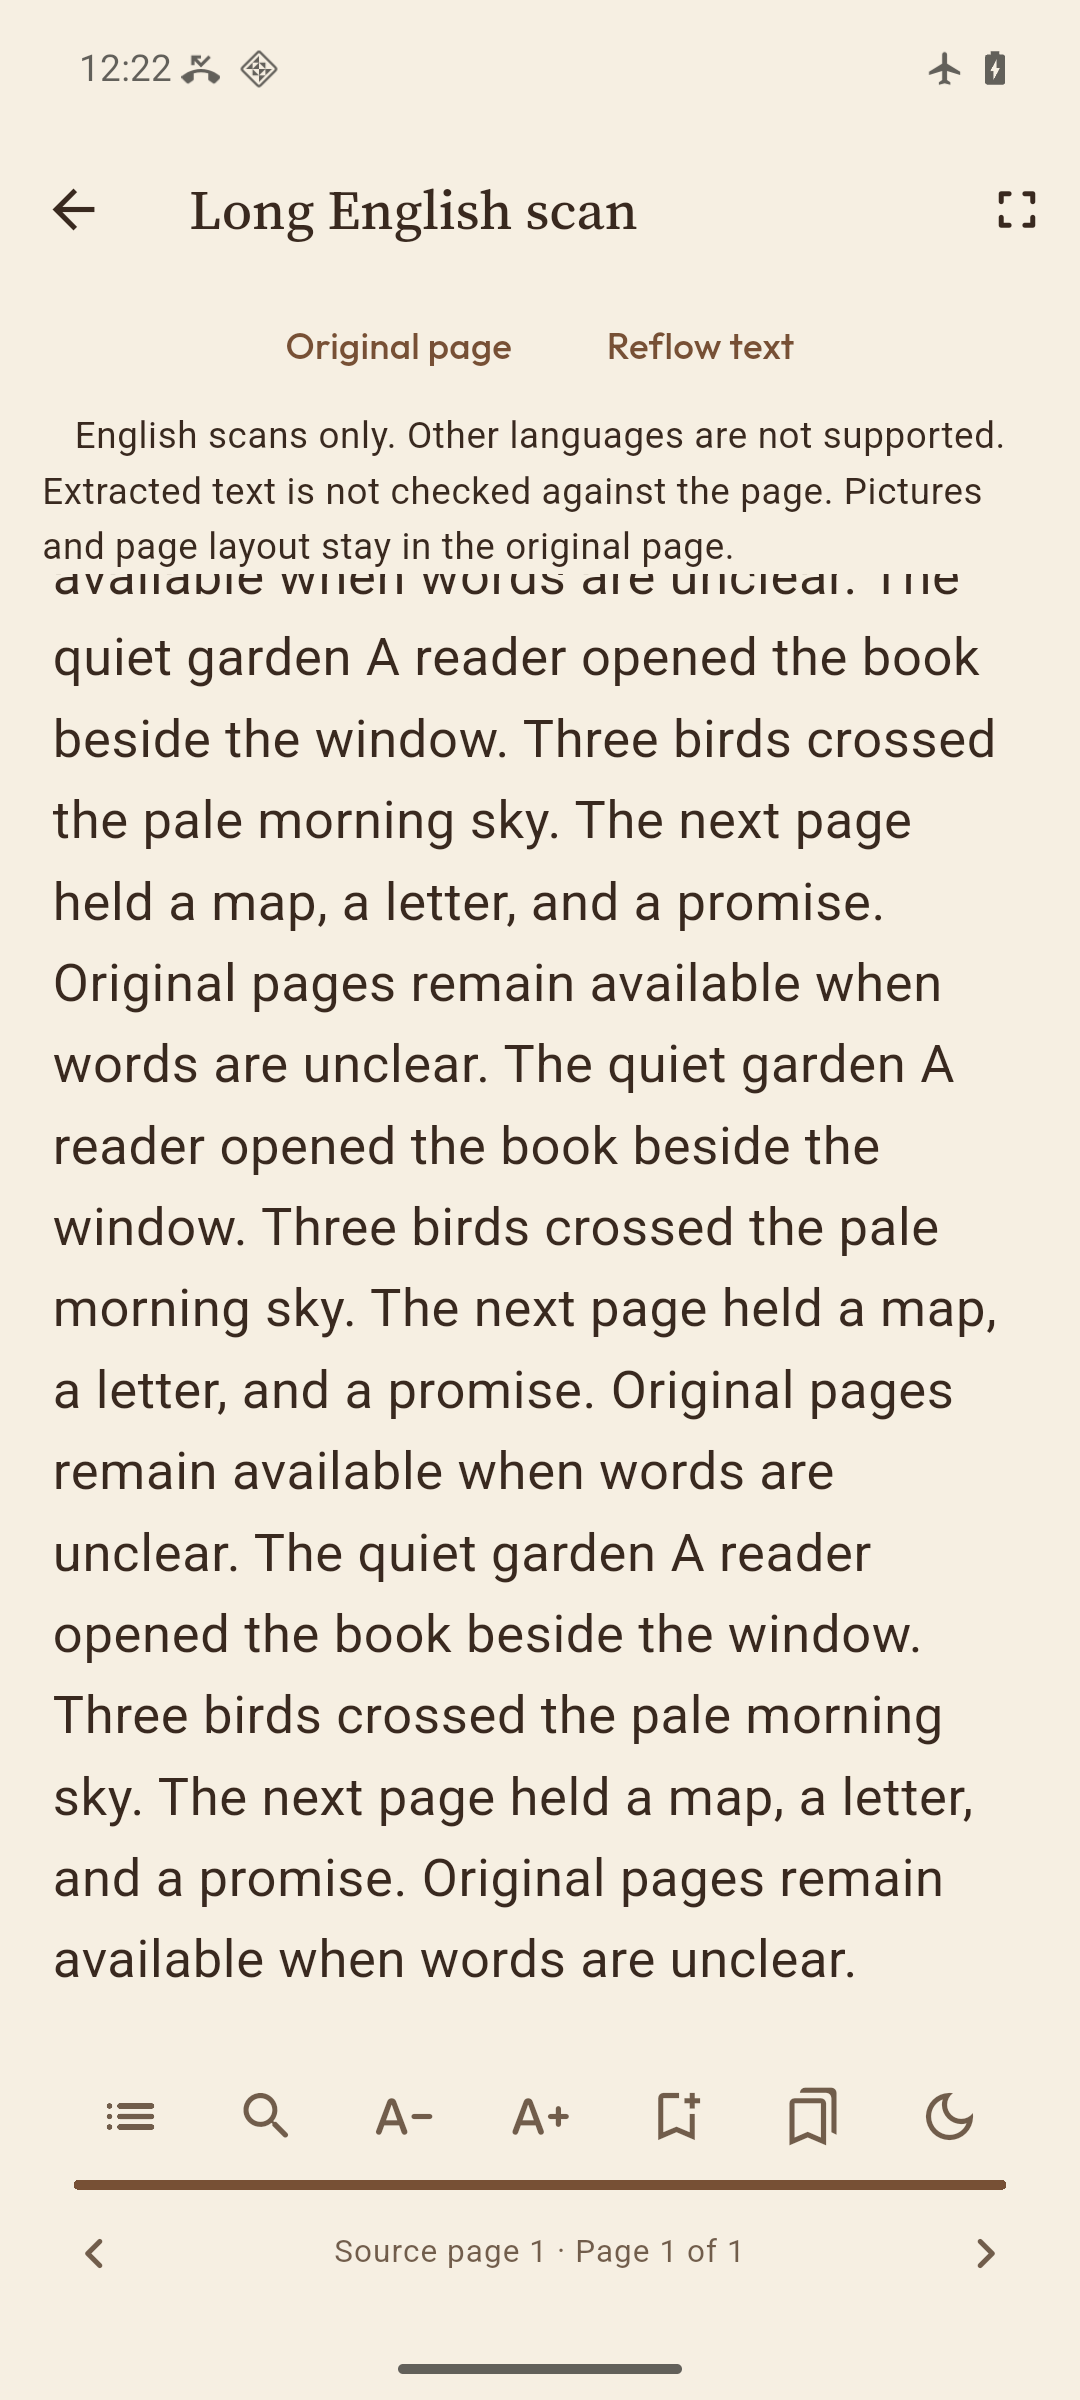 12:22
Long English scan
Original page
Reflow text
English scans only. Other languages are not supported.
Extracted text is not checked against the page. Pictures
and page layout stay in the original page.
available when words are unclear. The
quiet garden A reader opened the book
beside the window. Three birds crossed
the pale morning sky. The next page
held a map, a letter, and a promise.
Original pages remain available when
words are unclear. The quiet garden A
reader opened the book beside the
window. Three birds crossed the pale
morning sky. The next page held a map,
a letter, and a promise. Original pages
remain available when words are
unclear. The quiet garden A reader
opened the book beside the window.
Three birds crossed the pale morning
sky. The next page held a map, a letter,
and a promise. Original pages remain
available when words are unclear.
A− A+
Source page 1 · Page 1 of 1